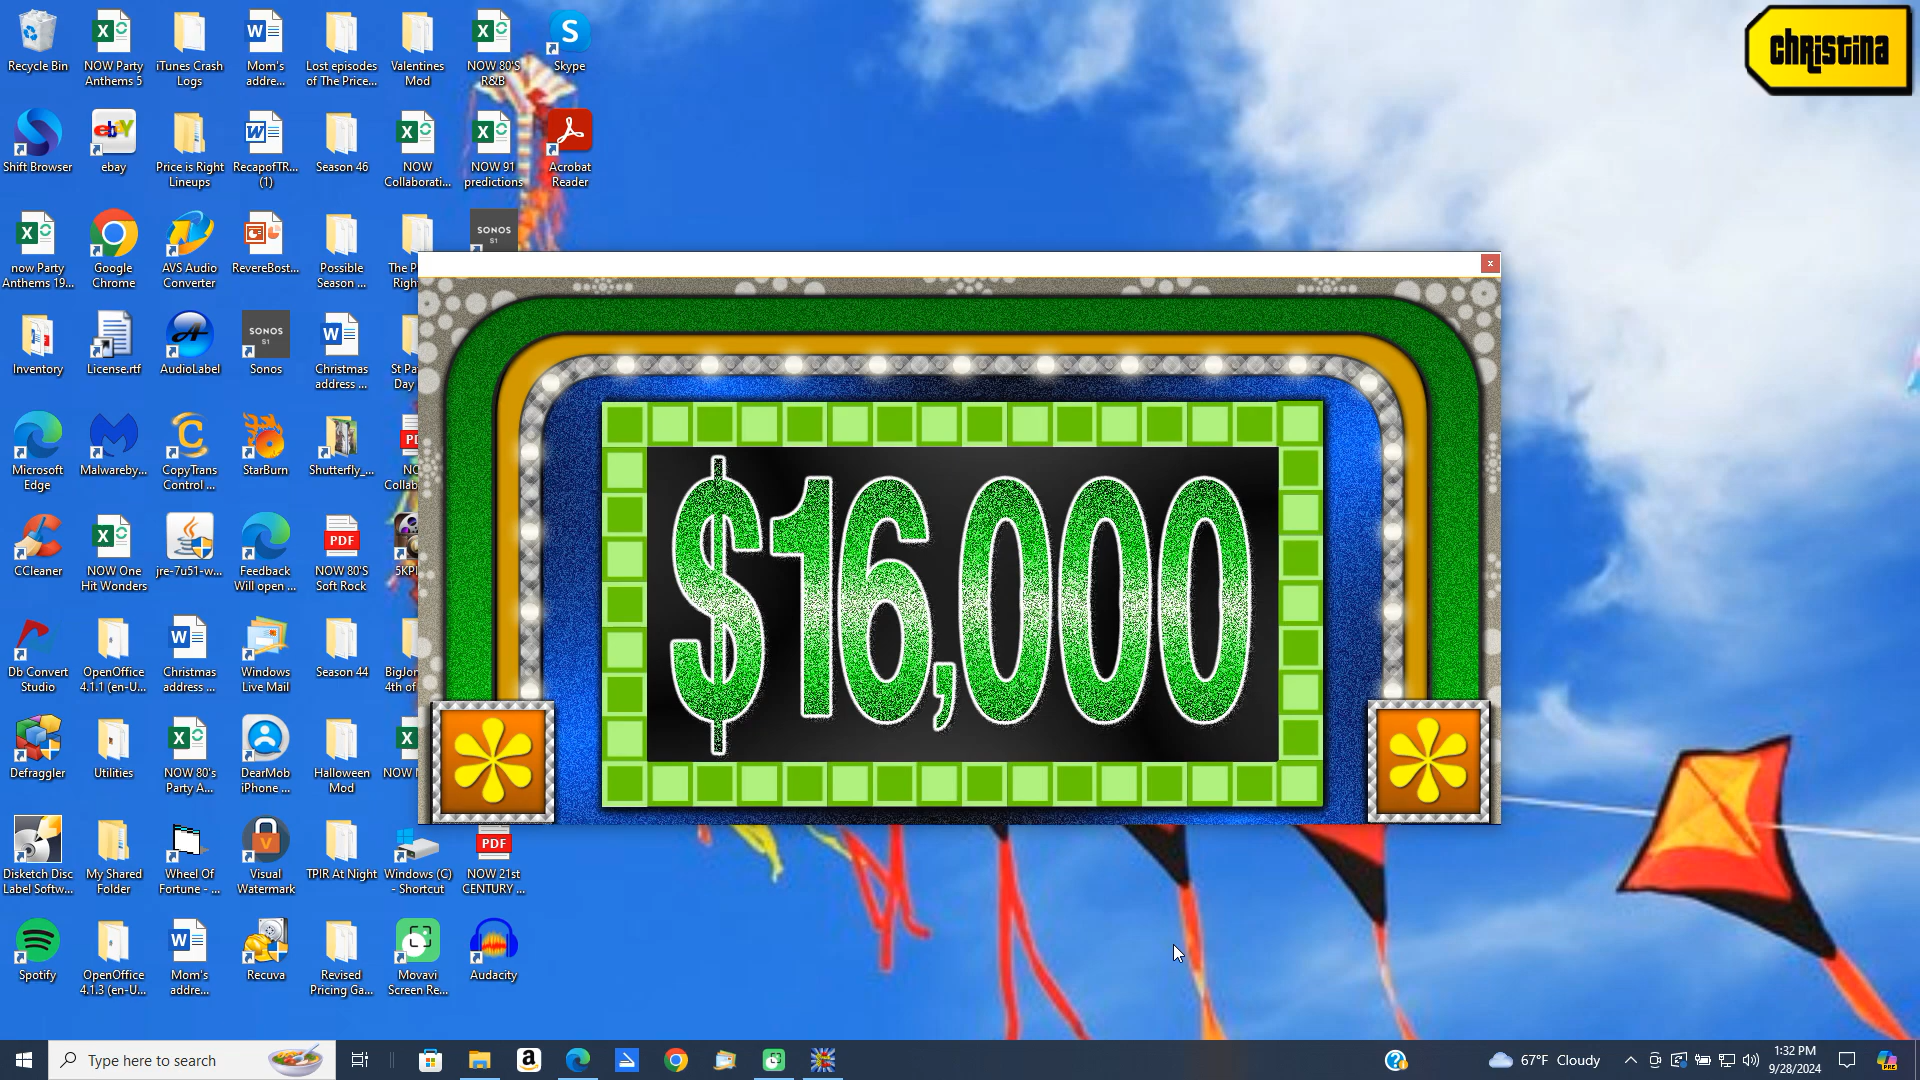 Christina
Recycle Bin
NOW Party
Anthems 5
iTunes Crash
Logs
Mom's
addre...
Lost episodes
of The Price...
Valentines
Mod
NOW 80'S
R&B
Skype
Shift Browser
ebay
Price is Right
Lineups
RecapofTR...
(1)
Season 46
NOW
Collaborati...
NOW 91
predictions
Acrobat
Reader
now Party
Anthems 19...
Google
Chrome
AVS Audio
Converter
RevereBost...
Possible
Season ...
SONOS
S1
Inventory
License.rtf
AudioLabel
SONOS
S1
Sonos
Christmas
address ...
Microsoft
Edge
Malwareby...
CopyTrans
Control ...
StarBurn
Shutterfly_...
$16,000
CCleaner
NOW One
Hit Wonders
jre-7u51-w...
Feedback
Will open ...
PDF
NOW 80'S
Soft Rock
Db Convert
Studio
OpenOffice
4.1.1 (en-U...
Christmas
address ...
Windows
Live Mail
Season 44
Defraggler
Utilities
NOW 80's
Party A...
DearMob
iPhone ...
Halloween
Mod
Disketch Disc
Label Softw...
My Shared
Folder
Wheel Of
Fortune - ...
Visual
Watermark
TPIR At Night
Windows (C)
- Shortcut
PDF
NOW 21st
CENTURY ...
Spotify
OpenOffice
4.1.3 (en-U...
Mom's
addre...
Recuva
Revised
Pricing Ga...
Movavi
Screen Re...
Audacity
Type here to search
67°F Cloudy
1:32 PM
9/28/2024